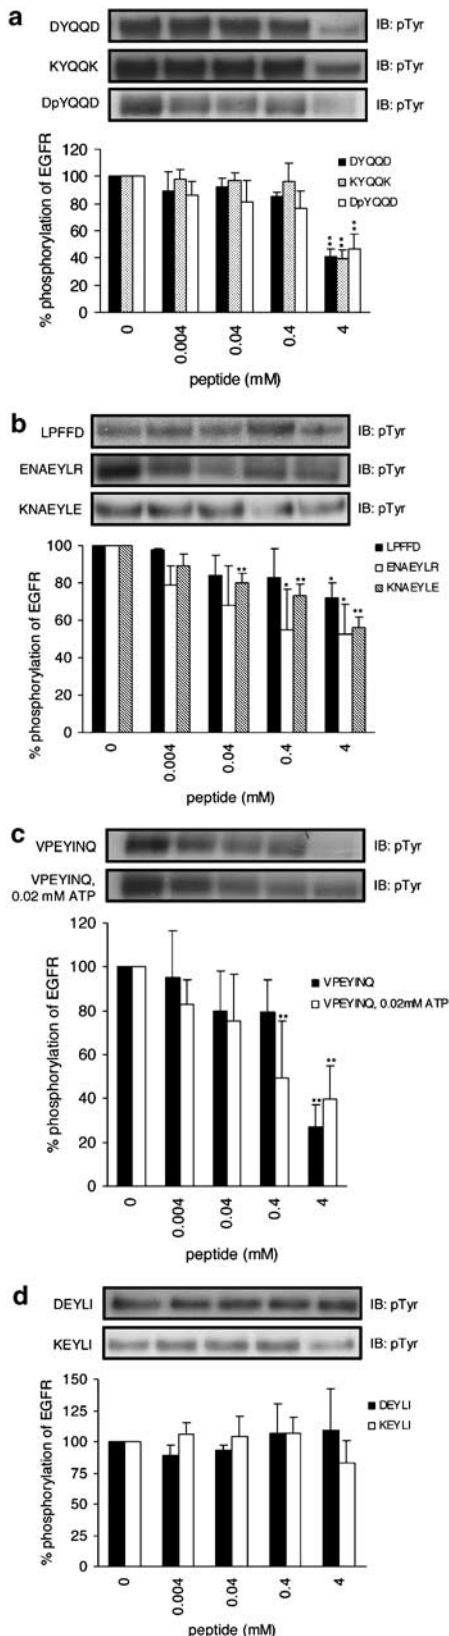 a
DYQQD IB: pTyr
KYQQK IB: pTyr
DpYQQD IB: pTyr
% phosphorylation of EGFR
120
100
80
60
40
20
0
DYQQD
KYQQK
DpYQQD
** ** **
0 0.004 0.04 0.4 4
peptide (mM)
b
LPFFD IB: pTyr
ENAEYLR IB: pTyr
KNAEYLE IB: pTyr
% phosphorylation of EGFR
100
80
60
40
20
0
LPFFD
ENAEYLR
KNAEYLE
** * ** * * **
0 0.004 0.04 0.4 4
peptide (mM)
c
VPEYINQ IB: pTyr
VPEYINQ, IB: pTyr
0.02 mM ATP
% phosphorylation of EGFR
120
100
80
60
40
20
0
VPEYINQ
VPEYINQ, 0.02mM ATP
** ** **
0 0.004 0.04 0.4 4
peptide (mM)
d
DEYLI IB: pTyr
KEYLI IB: pTyr
% phosphorylation of EGFR
150
125
100
75
50
25
0
DEYLI
KEYLI
0 0.004 0.04 0.4 4
peptide (mM)